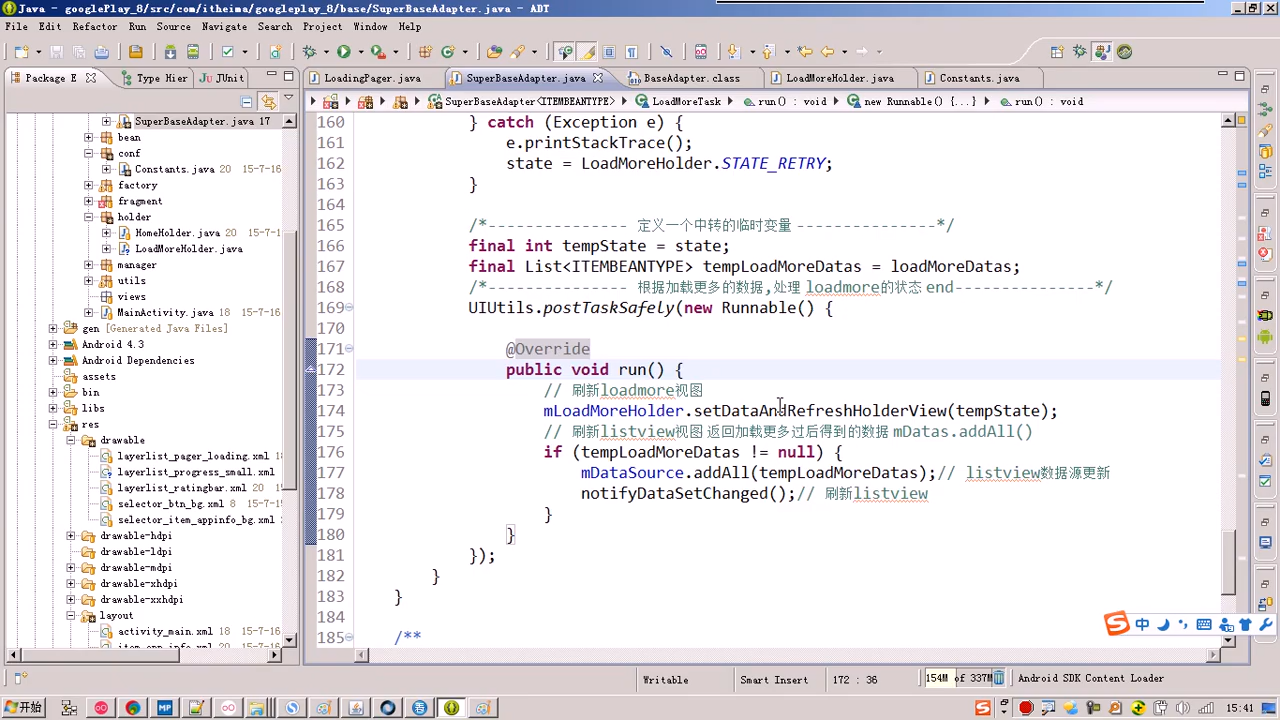 Java - googlePlay_8/src/com/itheima/googleplay_8/base/SuperBaseAdapter.java - ADT
File Edit Refactor Run Source Navigate Search Project Window Help
Package E Type Hier JUnit
LoadingPager.java SuperBaseAdapter.java BaseAdapter.class LoadMoreHolder.java Constants.java
SuperBaseAdapter<ITEMBEANTYPE> LoadMoreTask run() : void new Runnable() {...} run() : void
SuperBaseAdapter.java 17
bean
conf
Constants.java 20 15-7-16
factory
fragment
holder
HomeHolder.java 20 15-7-1
LoadMoreHolder.java
manager
utils
views
MainActivity.java 18 15-7-
gen [Generated Java Files]
Android 4.3
Android Dependencies
assets
bin
libs
res
drawable
layerlist_pager_loading.xml
layerlist_progress_small.xml
layerlist_ratingbar.xml 1
selector_btn_bg.xml 8 15-7
selector_item_appinfo_bg.xml
drawable-hdpi
drawable-ldpi
drawable-mdpi
drawable-xhdpi
drawable-xxhdpi
layout
activity_main.xml 18 15-7
160 } catch (Exception e) {
161 e.printStackTrace();
162 state = LoadMoreHolder.STATE_RETRY;
163 }
164
165 /*--------------- 定义一个中转的临时变量 ---------------*/
166 final int tempState = state;
167 final List<ITEMBEANTYPE> tempLoadMoreDatas = loadMoreDatas;
168 /*--------------- 根据加载更多的数据,处理 loadmore的状态 end---------------*/
169 UIUtils.postTaskSafely(new Runnable() {
170
171 @Override
172 public void run() {
173 // 刷新loadmore视图
174 mLoadMoreHolder.setDataAndRefreshHolderView(tempState);
175 // 刷新listview视图 返回加载更多过后得到的数据 mDatas.addAll()
176 if (tempLoadMoreDatas != null) {
177 mDataSource.addAll(tempLoadMoreDatas);// listview数据源更新
178 notifyDataSetChanged();// 刷新listview
179 }
180 }
181 });
182 }
183 }
184
185 /**
中
Writable Smart Insert 172 : 36 154M of 337M Android SDK Content Loader
开始 15:41